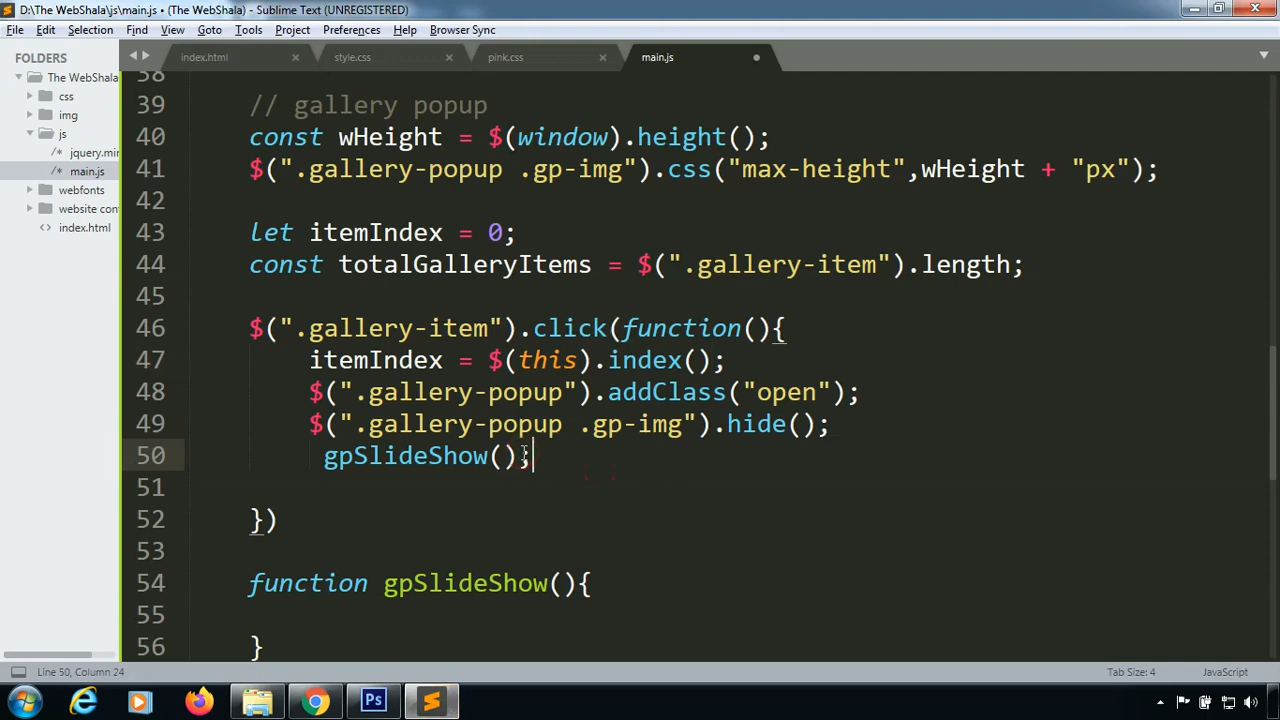 D:\The WebShala\js\main.js • (The WebShala) - Sublime Text (UNREGISTERED)
File Edit Selection Find View Goto Tools Project Preferences Help Browser Sync
FOLDERS
The WebShala
css
img
js
jquery.min
main.js
webfonts
website con
index.html
index.html style.css pink.css main.js
38
39 // gallery popup
40 const wHeight = $(window).height();
41 $(".gallery-popup .gp-img").css("max-height",wHeight + "px");
42
43 let itemIndex = 0;
44 const totalGalleryItems = $(".gallery-item").length;
45
46 $(".gallery-item").click(function(){
47 itemIndex = $(this).index();
48 $(".gallery-popup").addClass("open");
49 $(".gallery-popup .gp-img").hide();
50 gpSlideShow();
51
52 })
53
54 function gpSlideShow(){
55
56 }
Line 50, Column 24 Tab Size: 4 JavaScript
Ps